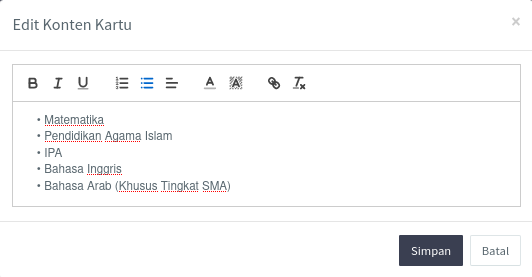 Edit Konten Kartu
×
B I U A A
• Matematika
• Pendidikan Agama Islam
• IPA
• Bahasa Inggris
• Bahasa Arab (Khusus Tingkat SMA)
Simpan Batal